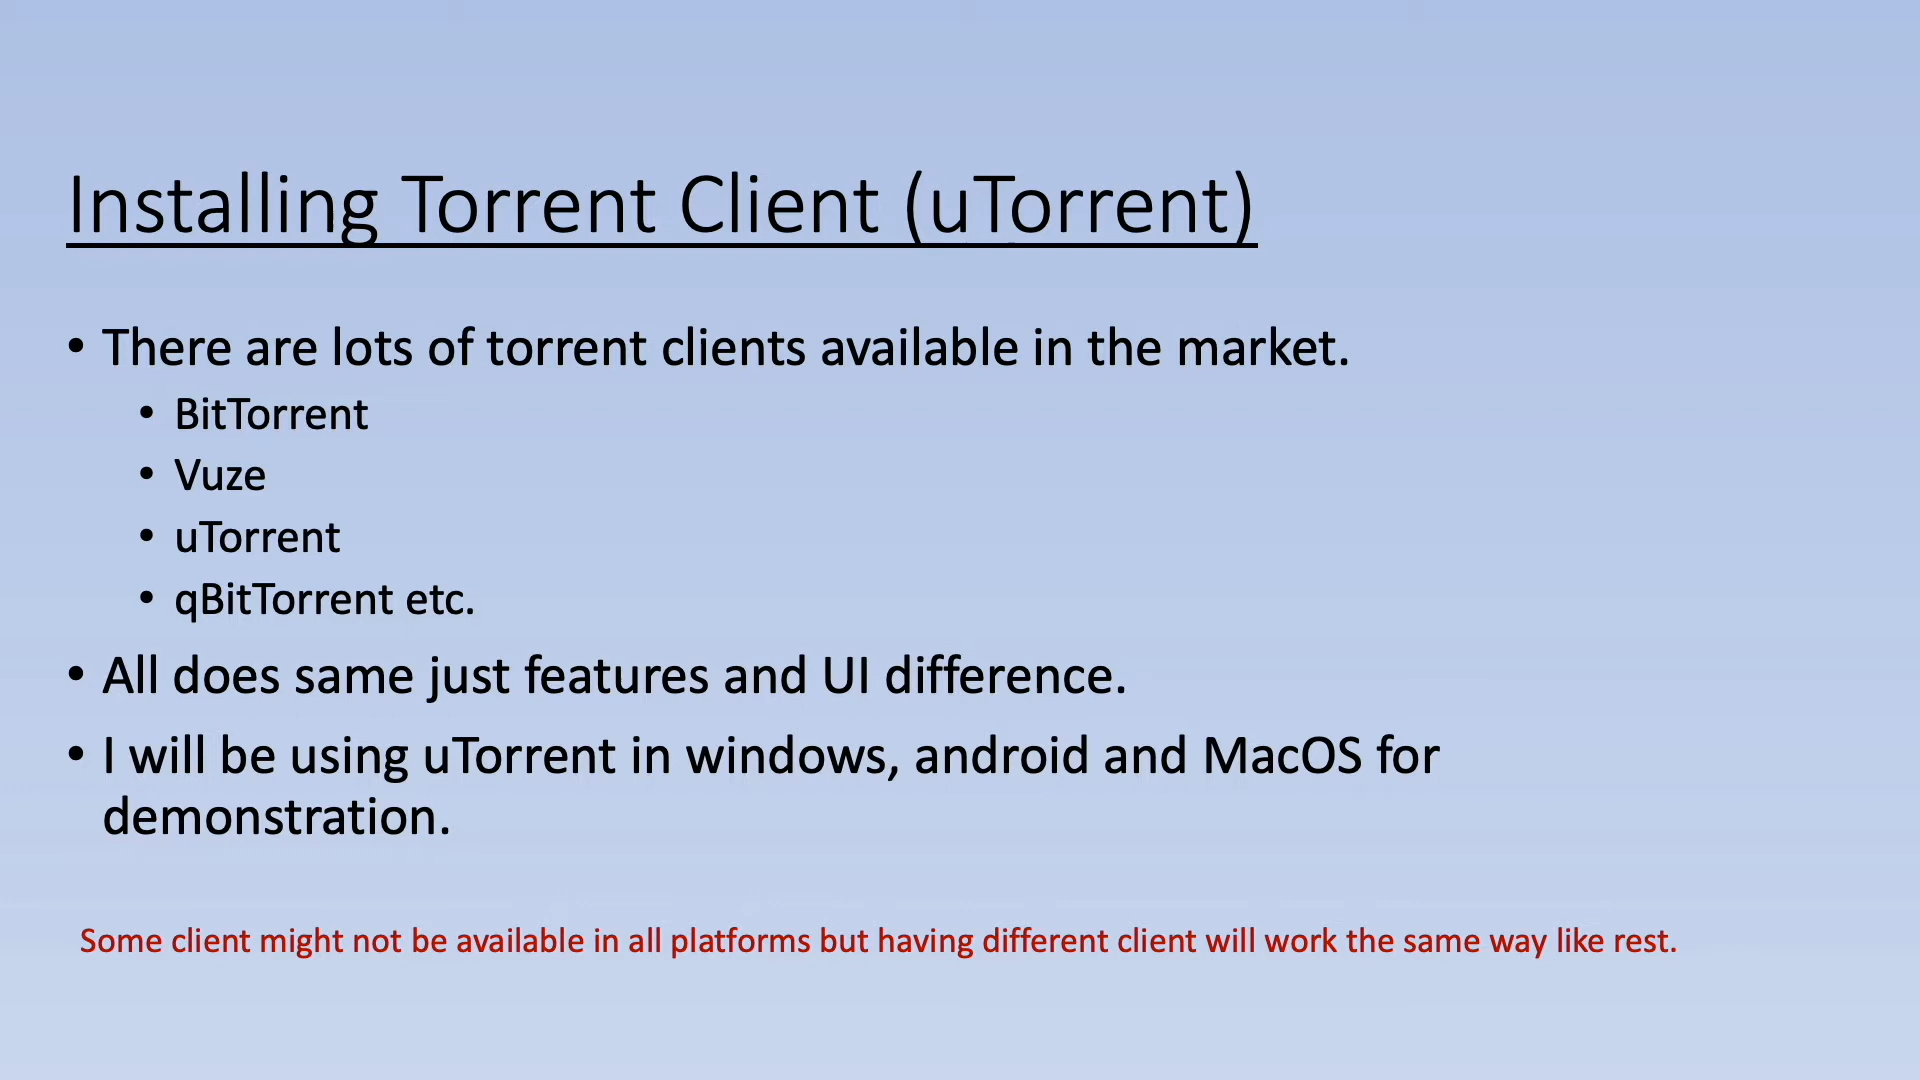 Installing Torrent Client (uTorrent)
• There are lots of torrent clients available in the market.
• BitTorrent
• Vuze
• uTorrent
• qBitTorrent etc.
• All does same just features and UI difference.
• I will be using uTorrent in windows, android and MacOS for
demonstration.
Some client might not be available in all platforms but having different client will work the same way like rest.